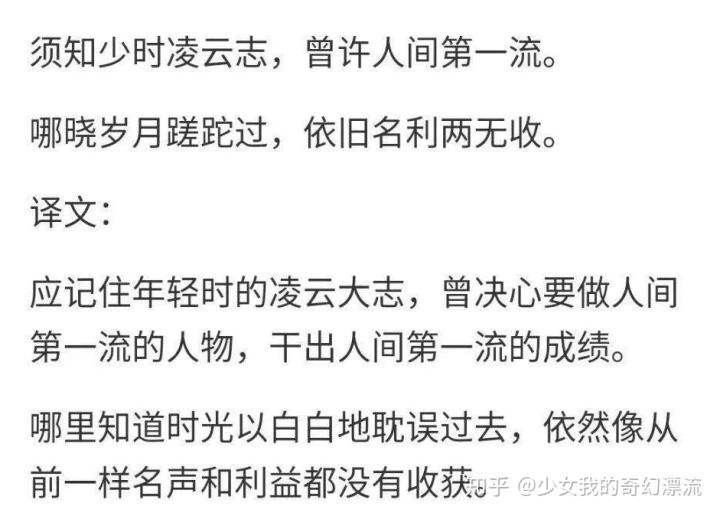 须知少时凌云志，曾许人间第一流。
哪晓岁月蹉跎过，依旧名利两无收。
译文：
应记住年轻时的凌云大志，曾决心要做人间
第一流的人物，干出人间第一流的成绩。
哪里知道时光以白白地耽误过去，依然像从
前一样名声和利益都没有收获。
知乎 @少女我的奇幻漂流